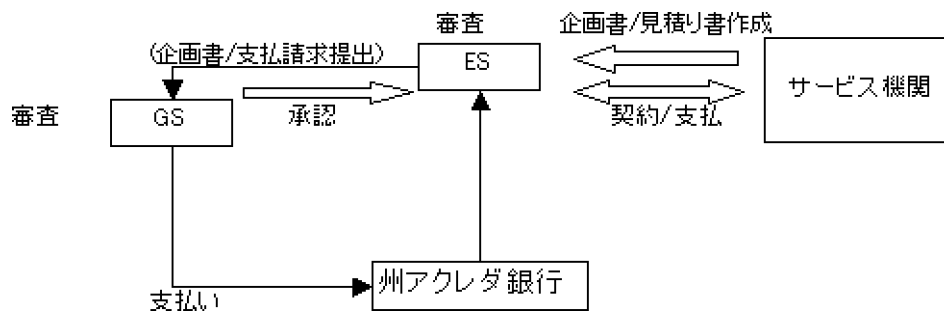 審査
企画書/見積り書作成
(企画書/支払請求提出)
ES
サービス機関
審査
GS
承認
契約/支払
州アクレダ銀行
支払い